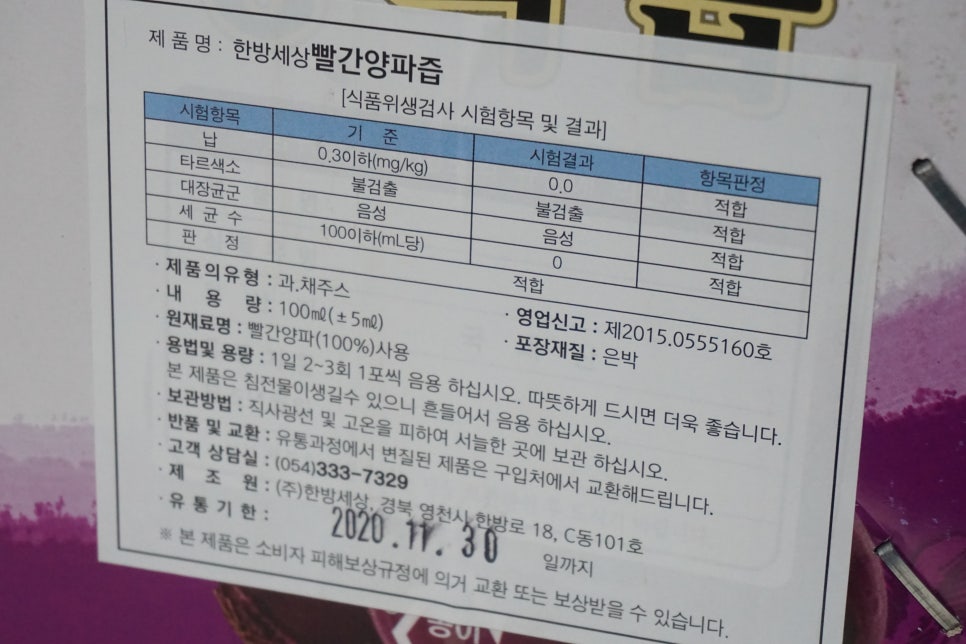 제 품 명 : 한방세상빨간양파즙
[식품위생검사 시험항목 및 결과]
시험항목 기 준 시험결과 항목판정
납 0.3이하(mg/kg) 0.0 적합
타르색소 불검출 불검출 적합
대장균군 음성 음성 적합
세 균 수 100이하(mL당) 0 적합
판 정 적합
· 제품의유형 : 과.채주스 · 영업신고 : 제2015.0555160호
· 내 용 량 : 100㎖(±5㎖) · 포장재질 : 은박
· 원재료명 : 빨간양파(100%)사용
· 용법및 용량 : 1일 2~3회 1포씩 음용 하십시오. 따뜻하게 드시면 더욱 좋습니다.
본 제품은 침전물이생길수 있으니 흔들어서 음용 하십시오.
· 보관방법 : 직사광선 및 고온을 피하여 서늘한 곳에 보관 하십시오.
· 반품 및 교환 : 유통과정에서 변질된 제품은 구입처에서 교환해드립니다.
· 고객 상담실 : (054)333-7329
· 제 조 원 : (주)한방세상, 경북 영천시 한방로 18, C동101호
· 유 통 기 한 : 2020.11.30 일까지
※ 본 제품은 소비자 피해보상규정에 의거 교환 또는 보상받을 수 있습니다.